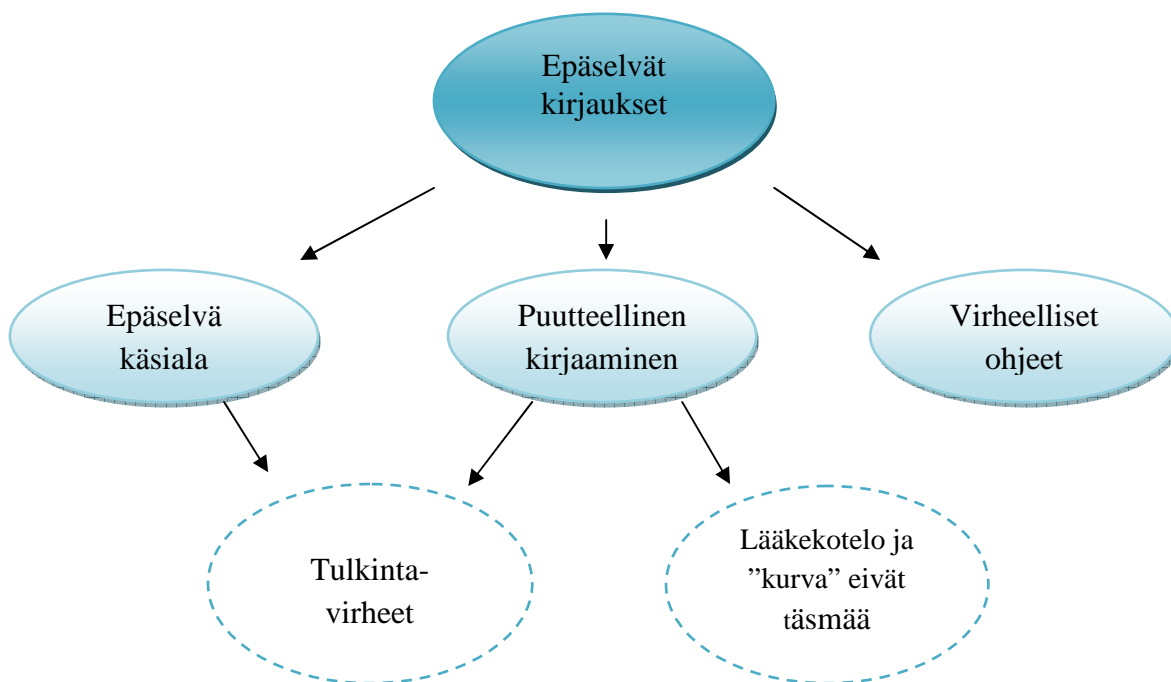 Epäselvät
kirjaukset
Epäselvä
käsiala
Puutteellinen
kirjaaminen
Virheelliset
ohjeet
Tulkinta-
virheet
Lääkekotelo ja
”kurva” eivät
täsmää